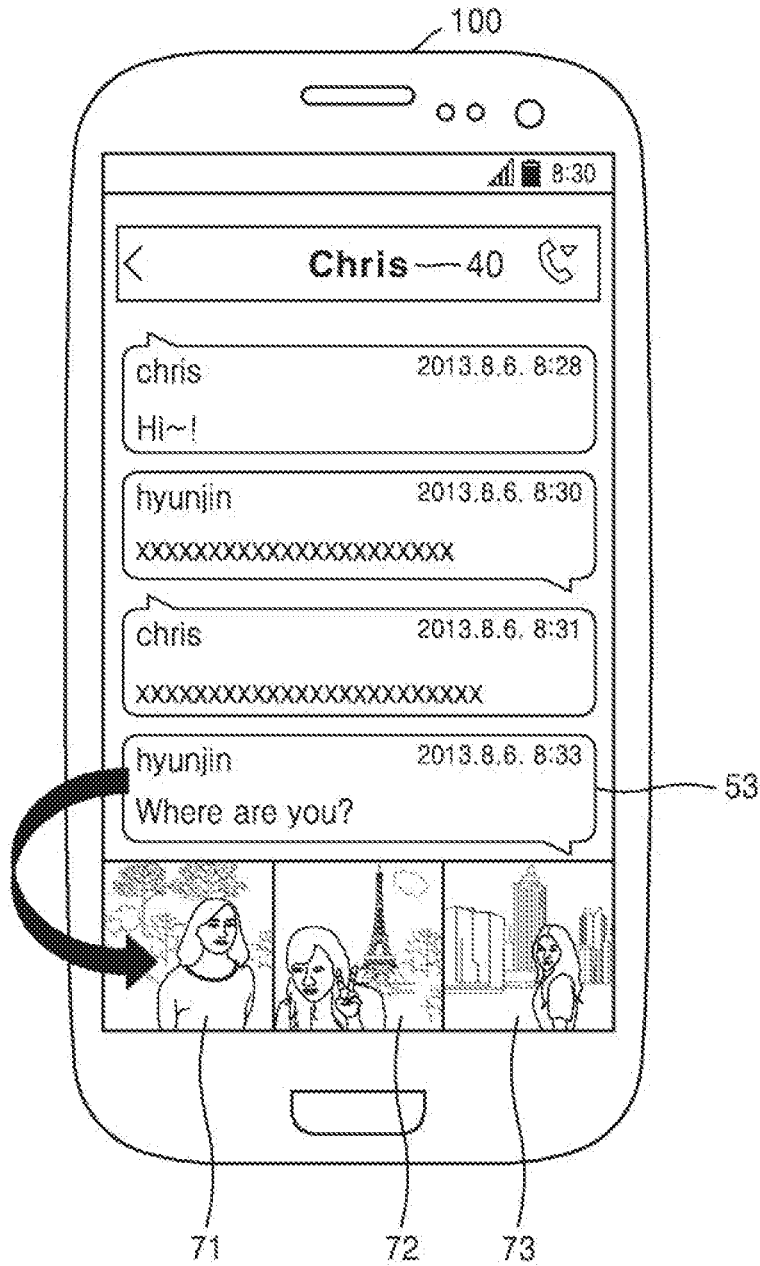 100
8:30
Chris 40
chris 2013.8.6. 8:28
Hi~!
hyunjin 2013.8.6. 8:30
xxxxxxxxxxxxxxxxxxxxxx
chris 2013.8.6. 8:31
xxxxxxxxxxxxxxxxxxxxxxxx
hyunjin 2013.8.6. 8:33
53
Where are you?
71 72 73